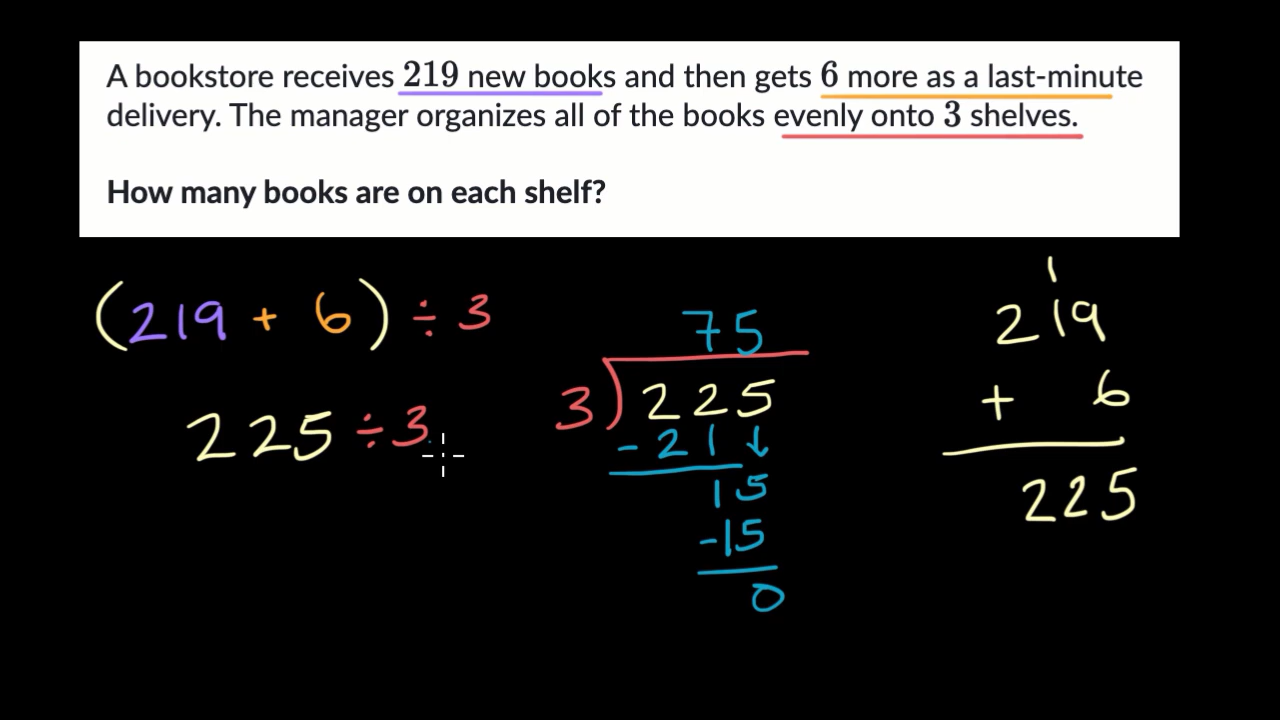 A bookstore receives 219 new books and then gets 6 more as a last-minute
delivery. The manager organizes all of the books evenly onto 3 shelves.
How many books are on each shelf?
(219 + 6) ÷ 3
225 ÷ 3
75
3)225
-21↓
15
-15
0
1
219
+ 6
225